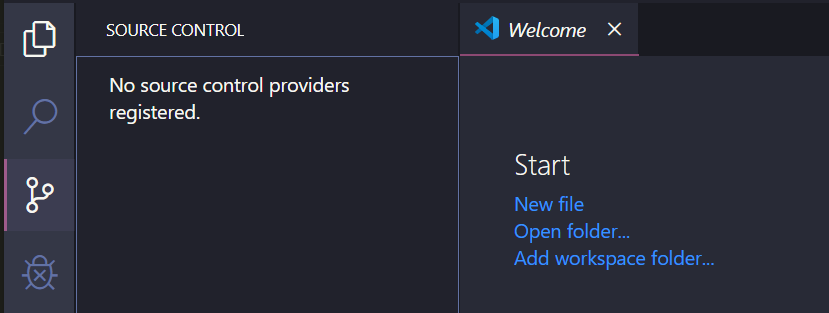 SOURCE CONTROL
Welcome
No source control providers
registered.
Start
New file
Open folder...
Add workspace folder...